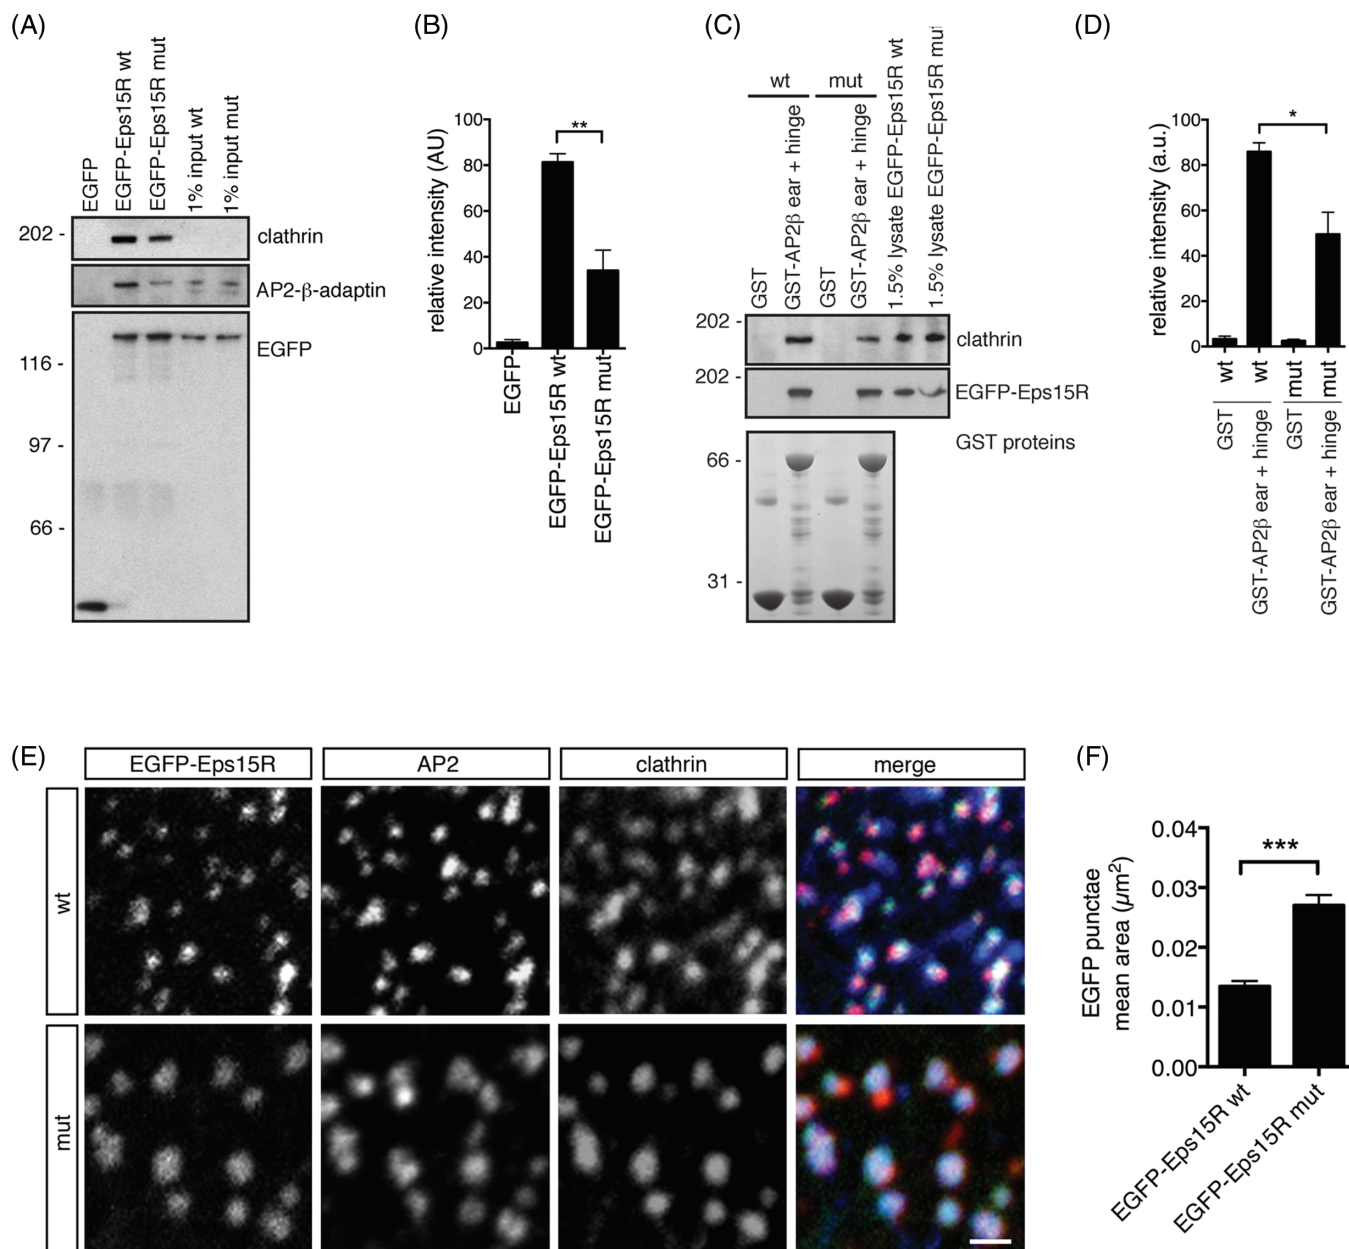 (A)
EGFP
EGFP-Eps15R wt
EGFP-Eps15R mut
1% input wt
1% input mut
202 -
clathrin
AP2-β-adaptin
EGFP
116 -
97 -
66 -
(B)
relative intensity (AU)
100
80
60
40
20
0
**
EGFP
EGFP-Eps15R wt
EGFP-Eps15R mut
(C)
wt
mut
GST
GST-AP2β ear + hinge
GST
GST-AP2β ear + hinge
1.5% lysate EGFP-Eps15R wt
1.5% lysate EGFP-Eps15R mut
202 -
clathrin
202 -
EGFP-Eps15R
GST proteins
66 -
31 -
(D)
relative intensity (a.u.)
100
80
60
40
20
0
*
wt
wt
mut
mut
GST
GST-AP2β ear + hinge
GST
GST-AP2β ear + hinge
(E)
EGFP-Eps15R
AP2
clathrin
merge
wt
mut
(F)
EGFP punctae
mean area (μm²)
0.04
0.03
0.02
0.01
0.00
***
EGFP-Eps15R wt
EGFP-Eps15R mut